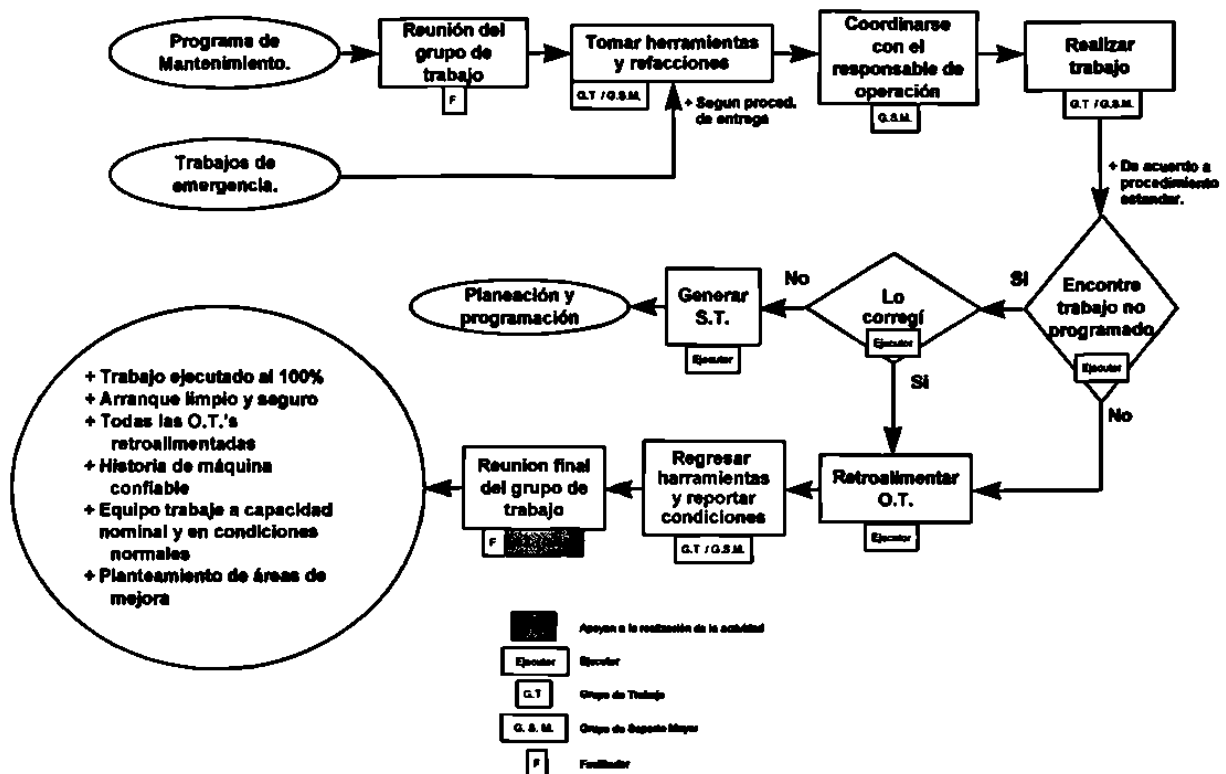 Programa de
Mantenimiento.
Reunión del
grupo de
trabajo
F
Tomar herramientas
y refacciones
G.T / G.S.M.
+ Segun proced.
de entrega
Coordinarse
con el
responsable de
operación
G.S.M.
Realizar
trabajo
G.T / G.S.M.
Trabajos de
emergencia.
+ De acuerdo a
procedimiento
estandar.
Encontre
trabajo no
programado
Ejecutor
Si
No
Lo
corregí
Ejecutor
No
Si
Generar
S.T.
Ejecutor
Planeación y
programación
Retroalimentar
O.T.
Ejecutor
Regresar
harramientas
y reportar
condiciones
G.T / G.S.M.
Reunion final
del grupo de
trabajo
F
+ Trabajo ejecutado al 100%
+ Arranque limpio y seguro
+ Todas las O.T.'s
retroalimentadas
+ Historia de máquina
confiable
+ Equipo trabaje a capacidad
nominal y en condiciones
normales
+ Planteamiento de áreas de
mejora
Apoyan a la realización de la actividad
Ejecutor Ejecutor
G.T Grupo de Trabajo
G. S. M. Grupo de Soporte Mayor
F Facilitador